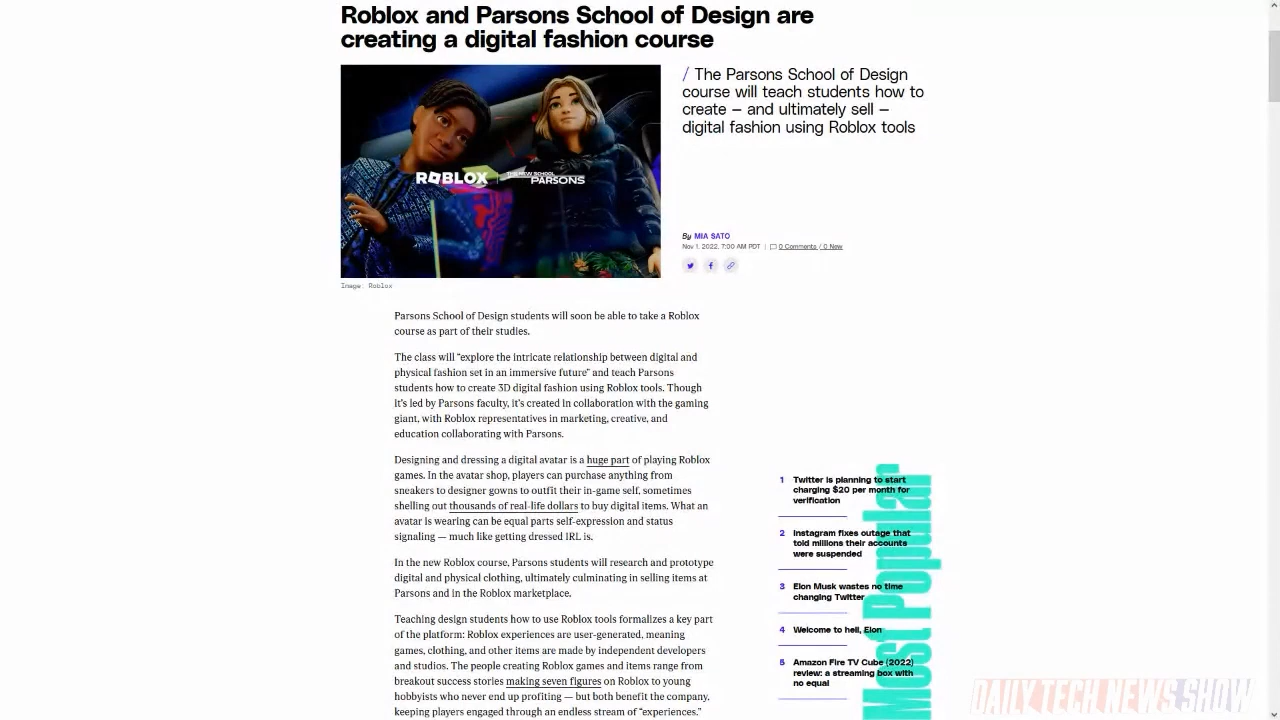 Roblox and Parsons School of Design are
creating a digital fashion course
/ The Parsons School of Design
course will teach students how to
create – and ultimately sell –
digital fashion using Roblox tools
ROBLOX | THE NEW SCHOOL
PARSONS
By MIA SATO
Nov 1, 2022, 7:00 AM PDT | 0 Comments / 0 New
Image: Roblox
Parsons School of Design students will soon be able to take a Roblox
course as part of their studies.
The class will “explore the intricate relationship between digital and
physical fashion set in an immersive future” and teach Parsons
students how to create 3D digital fashion using Roblox tools. Though
it’s led by Parsons faculty, it’s created in collaboration with the gaming
giant, with Roblox representatives in marketing, creative, and
education collaborating with Parsons.
Designing and dressing a digital avatar is a huge part of playing Roblox
games. In the avatar shop, players can purchase anything from
sneakers to designer gowns to outfit their in-game self, sometimes
shelling out thousands of real-life dollars to buy digital items. What an
avatar is wearing can be equal parts self-expression and status
signaling — much like getting dressed IRL is.
In the new Roblox course, Parsons students will research and prototype
digital and physical clothing, ultimately culminating in selling items at
Parsons and in the Roblox marketplace.
Teaching design students how to use Roblox tools formalizes a key part
of the platform: Roblox experiences are user-generated, meaning
games, clothing, and other items are made by independent developers
and studios. The people creating Roblox games and items range from
breakout success stories making seven figures on Roblox to young
hobbyists who never end up profiting — but both benefit the company,
keeping players engaged through an endless stream of “experiences.”
Most Popular
1 Twitter is planning to start
charging $20 per month for
verification
2 Instagram fixes outage that
told millions their accounts
were suspended
3 Elon Musk wastes no time
changing Twitter
4 Welcome to hell, Elon
5 Amazon Fire TV Cube (2022)
review: a streaming box with
no equal
DAILY TECH NEWS SHOW